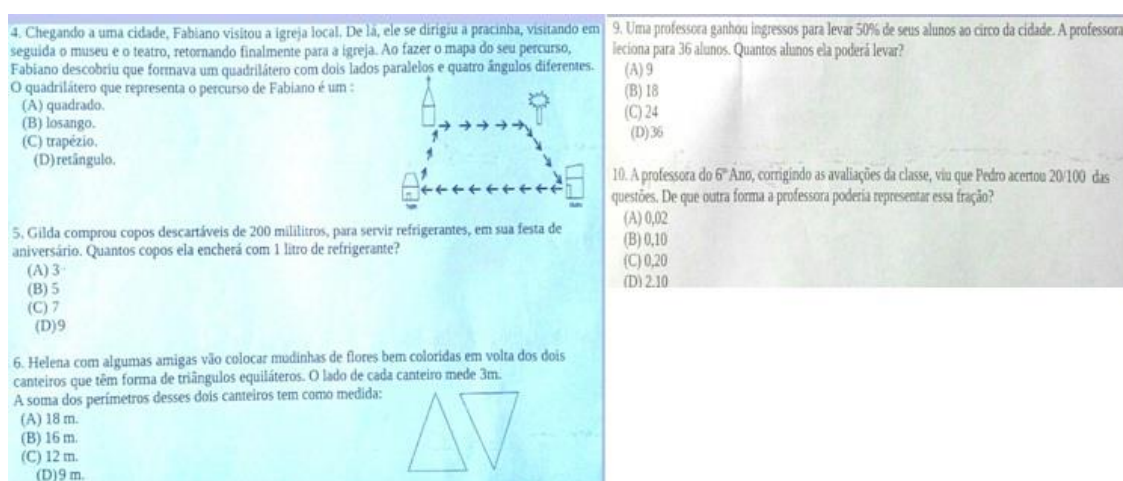 4. Chegando a uma cidade, Fabiano visitou a igreja local. De lá, ele se dirigiu à pracinha, visitando em
seguida o museu e o teatro, retornando finalmente para a igreja. Ao fazer o mapa do seu percurso,
Fabiano descobriu que formava um quadrilátero com dois lados paralelos e quatro ângulos diferentes.
O quadrilátero que representa o percurso de Fabiano é um :
(A) quadrado.
(B) losango.
(C) trapézio.
(D)retângulo.
5. Gilda comprou copos descartáveis de 200 mililitros, para servir refrigerantes, em sua festa de
aniversário. Quantos copos ela encherá com 1 litro de refrigerante?
(A) 3
(B) 5
(C) 7
(D)9
6. Helena com algumas amigas vão colocar mudinhas de flores bem coloridas em volta dos dois
canteiros que têm forma de triângulos equiláteros. O lado de cada canteiro mede 3m.
A soma dos perímetros desses dois canteiros tem como medida:
(A) 18 m.
(B) 16 m.
(C) 12 m.
(D)9 m.
9. Uma professora ganhou ingressos para levar 50% de seus alunos ao circo da cidade. A professora
leciona para 36 alunos. Quantos alunos ela poderá levar?
(A) 9
(B) 18
(C) 24
(D)36
10. A professora do 6º Ano, corrigindo as avaliações da classe, viu que Pedro acertou 20/100 das
questões. De que outra forma a professora poderia representar essa fração?
(A) 0,02
(B) 0,10
(C) 0,20
(D) 2,10